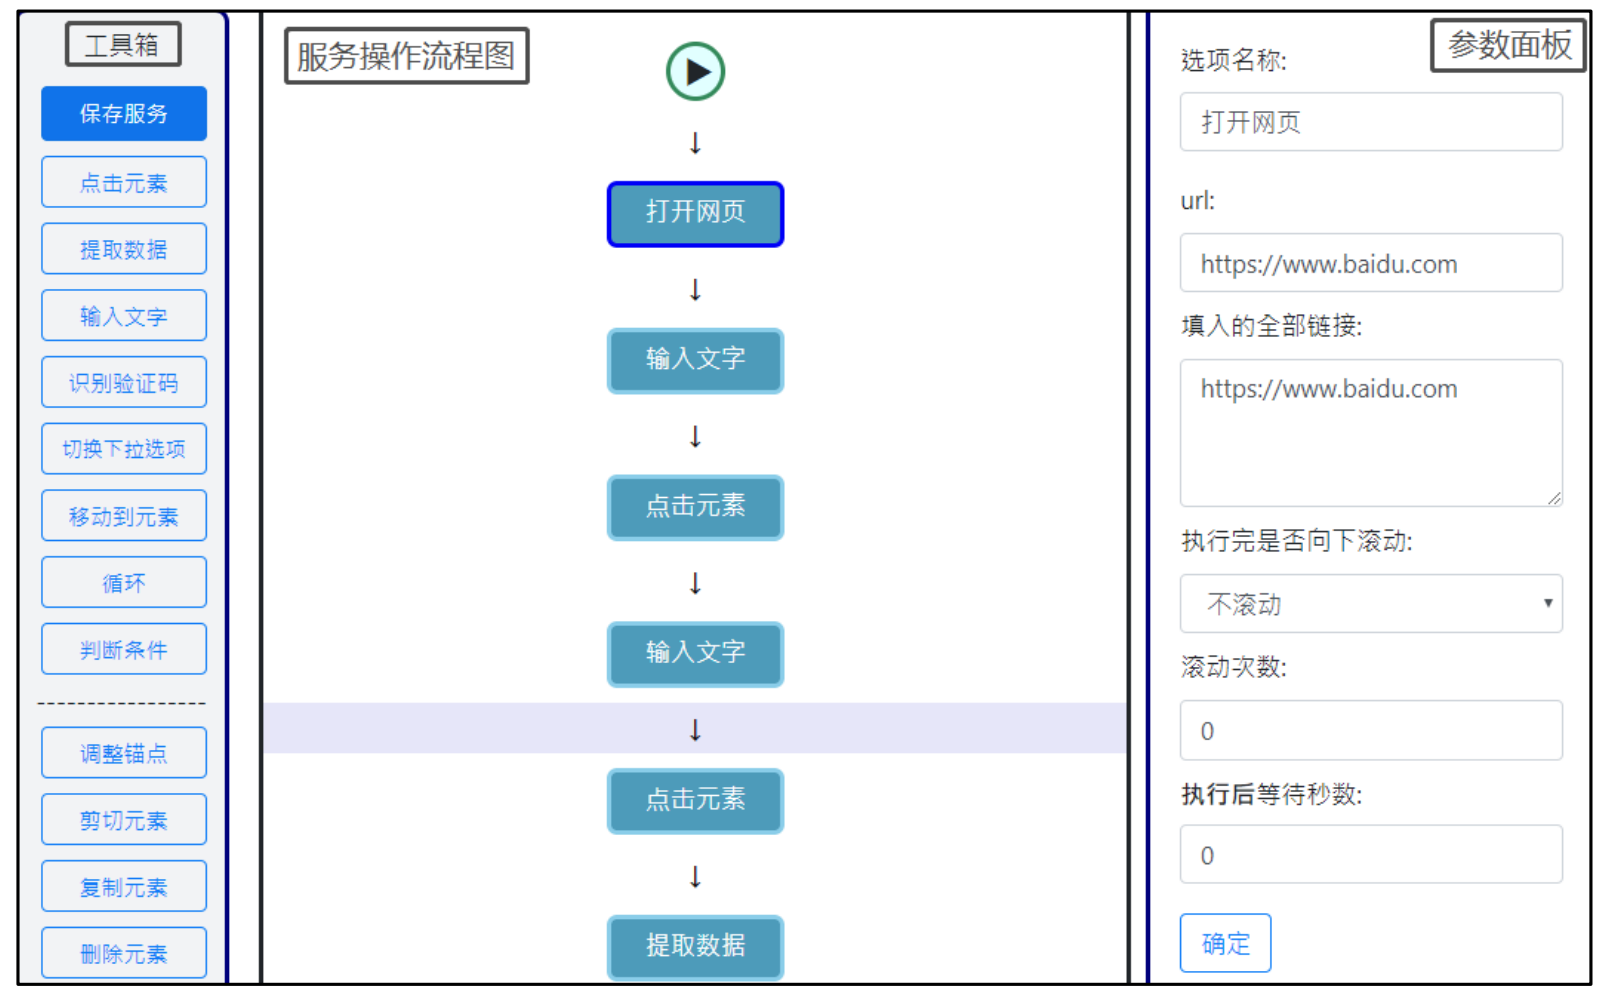 工具箱
保存服务
点击元素
提取数据
输入文字
识别验证码
切换下拉选项
移动到元素
循环
判断条件
调整锚点
剪切元素
复制元素
删除元素
服务操作流程图
打开网页
输入文字
点击元素
输入文字
点击元素
提取数据
参数面板
选项名称:
打开网页
url:
https://www.baidu.com
填入的全部链接:
https://www.baidu.com
执行完是否向下滚动:
不滚动
滚动次数:
0
执行后等待秒数:
0
确定